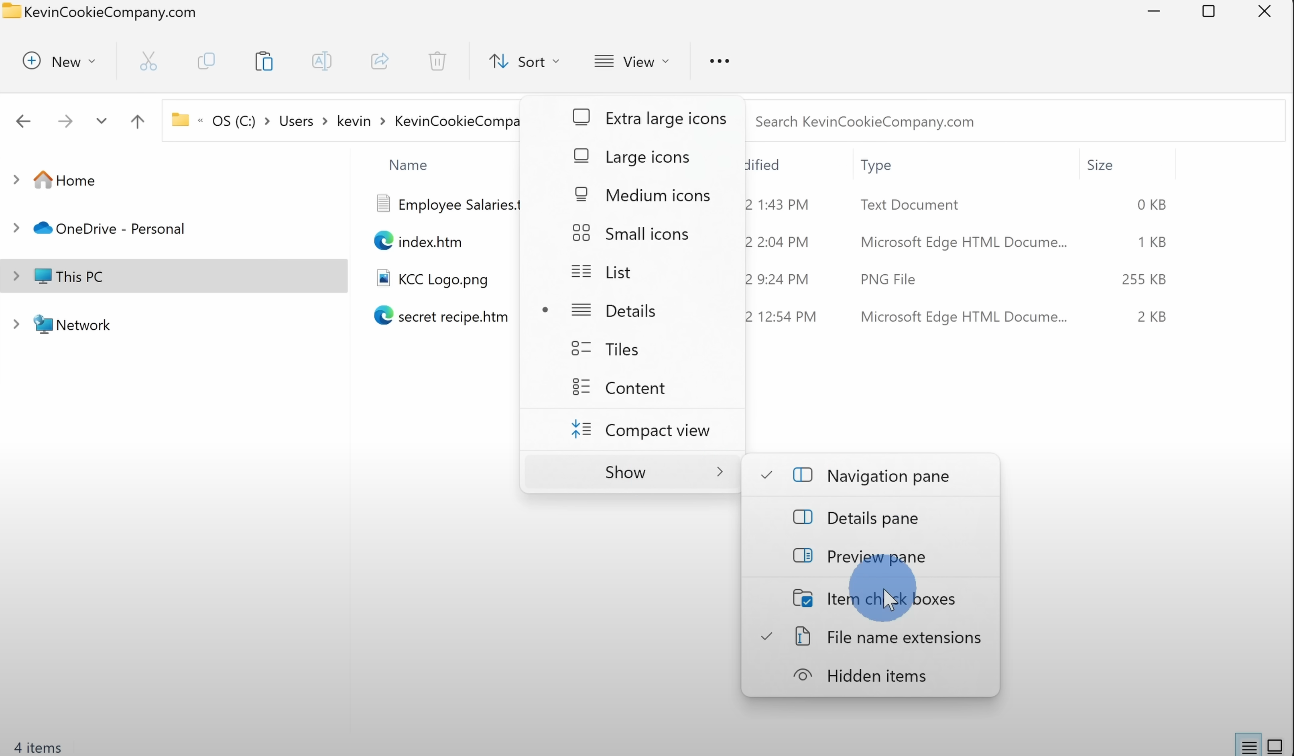 KevinCookieCompany.com
New Sort View
« OS (C:) > Users > kevin > KevinCookieCompa Search KevinCookieCompany.com
Home
OneDrive - Personal
This PC
Network
Name dified Type Size
Employee Salaries.t 2 1:43 PM Text Document 0 KB
index.htm 2 2:04 PM Microsoft Edge HTML Docume... 1 KB
KCC Logo.png 2 9:24 PM PNG File 255 KB
secret recipe.htm 2 12:54 PM Microsoft Edge HTML Docume... 2 KB
Extra large icons
Large icons
Medium icons
Small icons
List
Details
Tiles
Content
Compact view
Show
Navigation pane
Details pane
Preview pane
Item check boxes
File name extensions
Hidden items
4 items